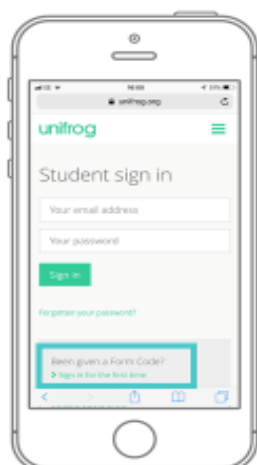 unifrog.org
unifrog
Student sign in
Your email address
Your password
Sign in
Forgotten your password?
Been given a Form Code?
> Sign in for the first time